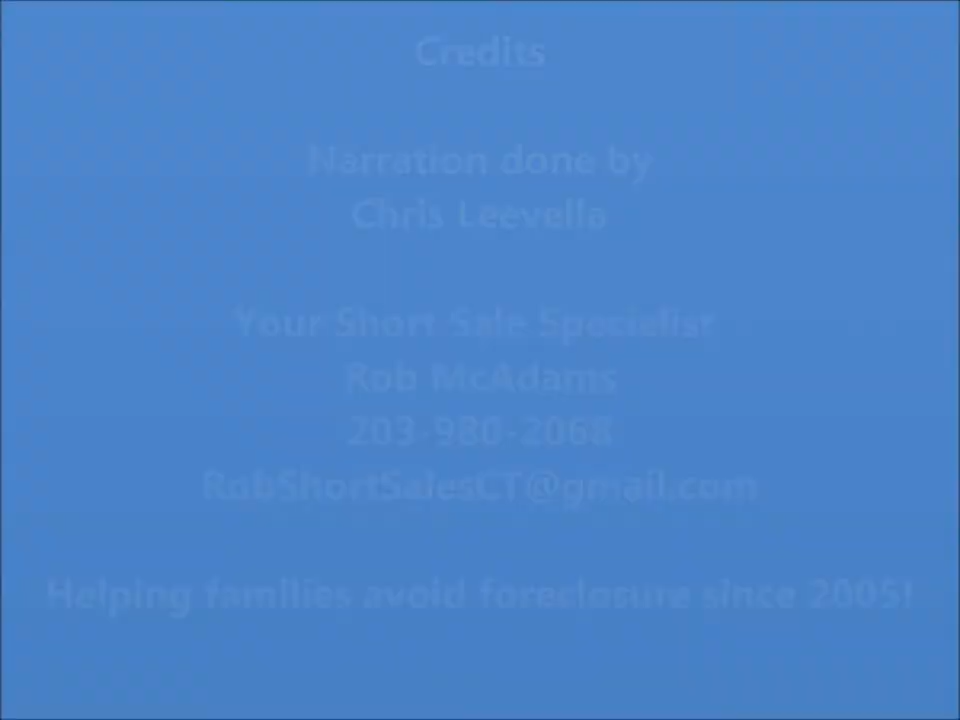 Credits
Narration done by
Chris Leevella
Your Short Sale Specialist
Rob McAdams
203-980-2068
RobShortSalesCT@gmail.com
Helping families avoid foreclosure since 2005!